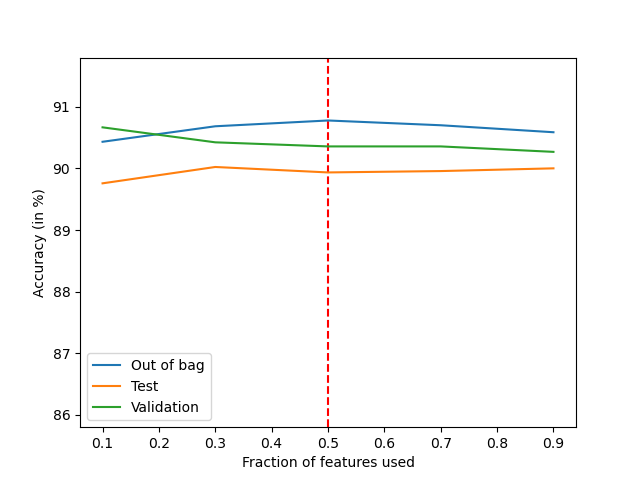 91
90
89
88
87
86
Accuracy (in %)
Out of bag
Test
Validation
0.1 0.2 0.3 0.4 0.5 0.6 0.7 0.8 0.9
Fraction of features used